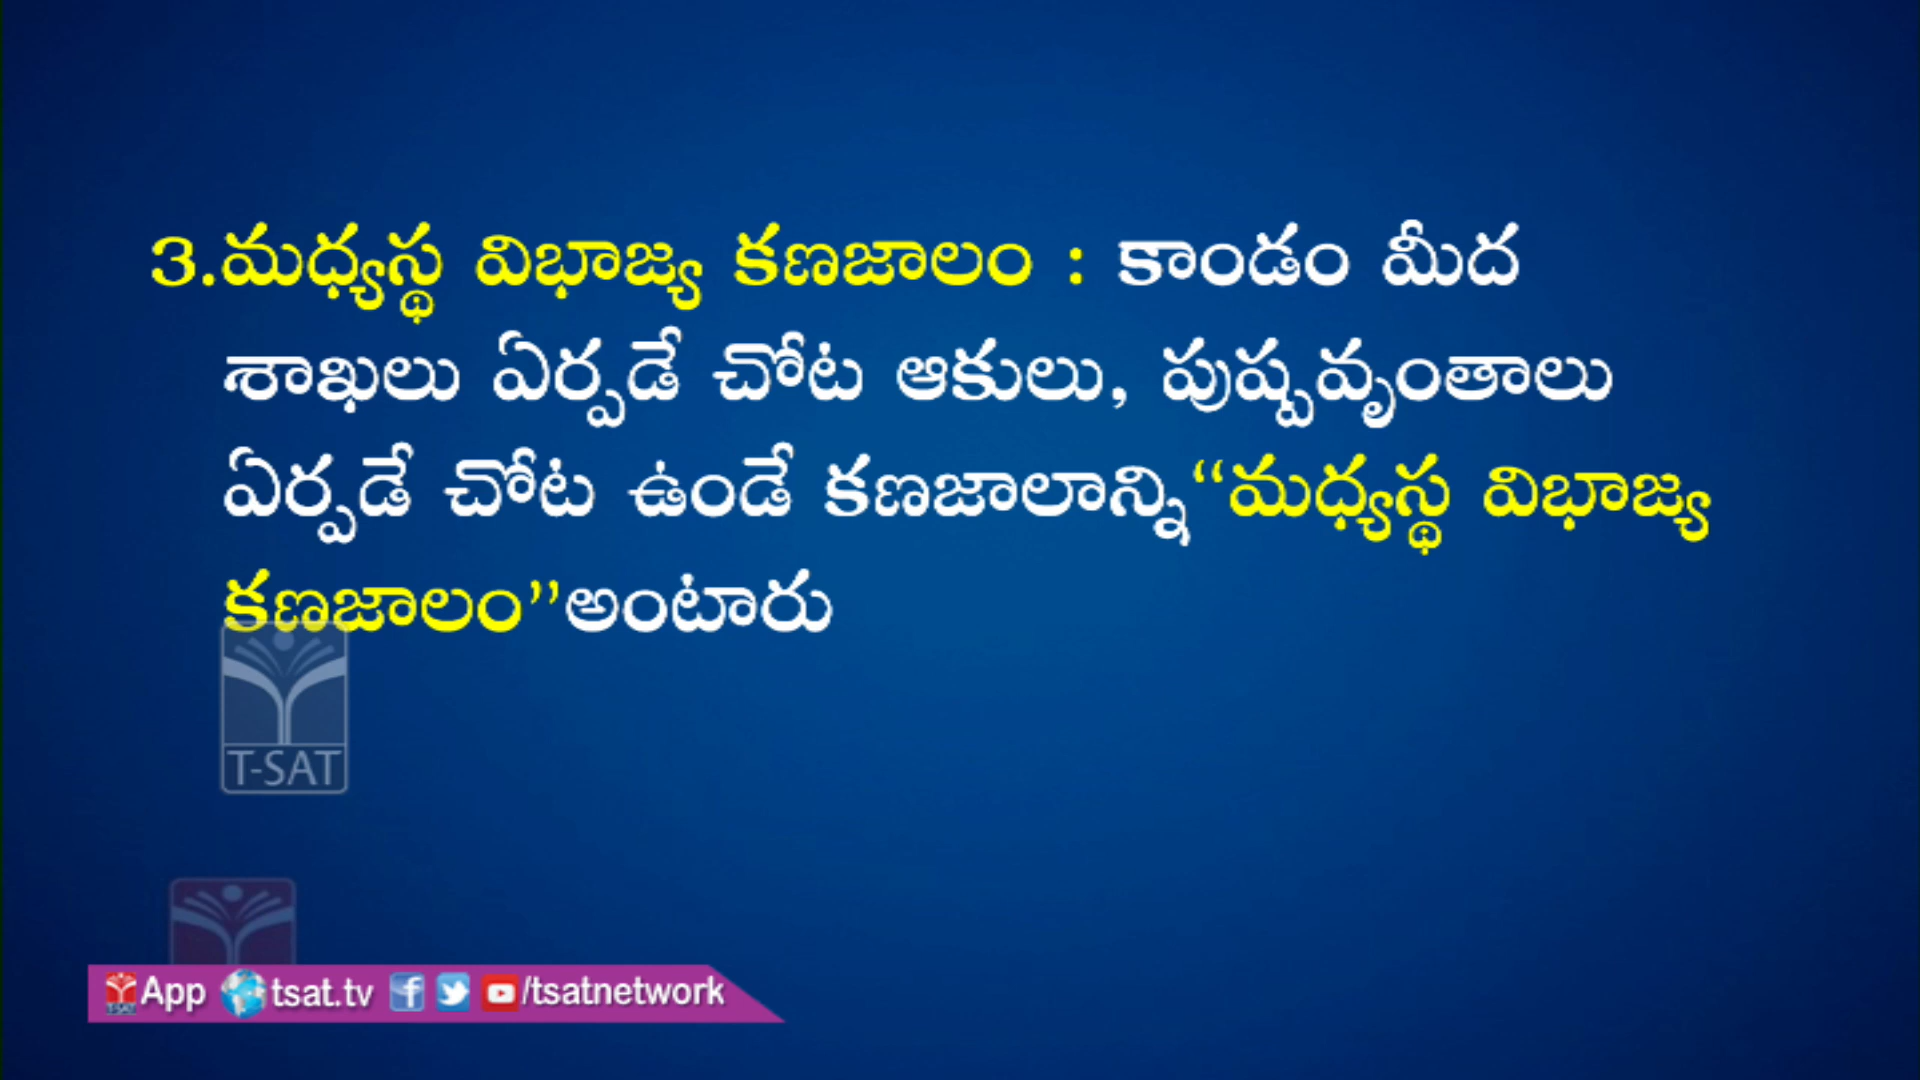 3.మధ్యస్థ విభాజ్య కణజాలం : కాండం మీద
శాఖలు ఏర్పడే చోట ఆకులు, పుష్పవృంతాలు
ఏర్పడే చోట ఉండే కణజాలాన్ని“మధ్యస్థ విభాజ్య
కణజాలం”అంటారు
T-SAT
T-SAT App tsat.tv /tsatnetwork